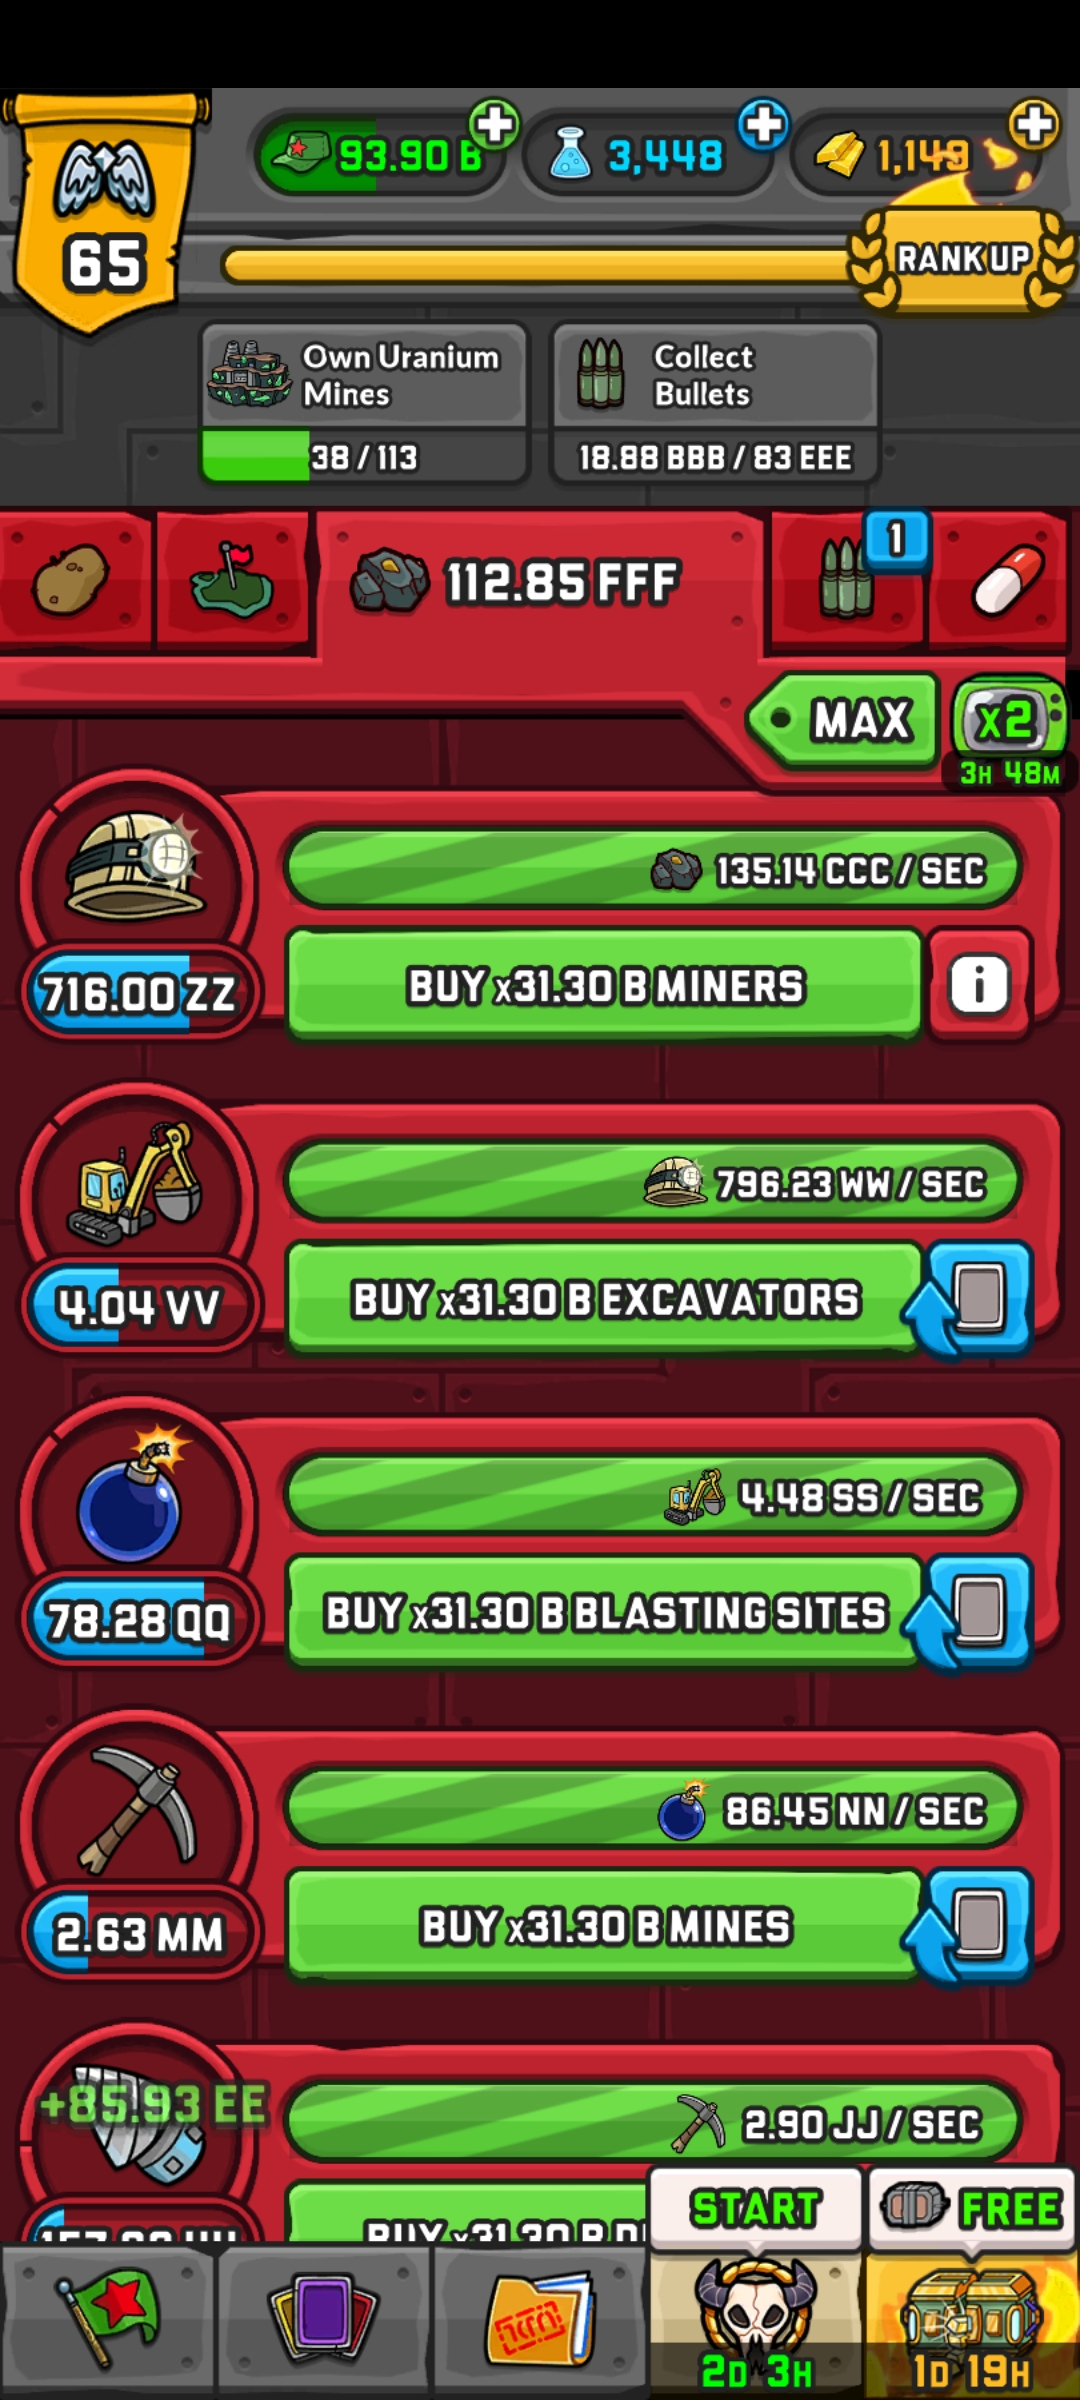 93.90 B
3,448
1,149
65
RANK UP
Own Uranium
Mines
38 / 113
Collect
Bullets
18.88 BBB / 83 EEE
112.85 FFF
1
MAX
x2
3H 48M
135.14 CCC / SEC
716.00 ZZ
BUY x31.30 B MINERS
i
796.23 WW / SEC
4.04 VV
BUY x31.30 B EXCAVATORS
4.48 SS / SEC
78.28 QQ
BUY x31.30 B BLASTING SITES
86.45 NN / SEC
2.63 MM
BUY x31.30 B MINES
+85.93 EE
2.90 JJ / SEC
BUY x31.30 B
START
FREE
2D 3H
1D 19H